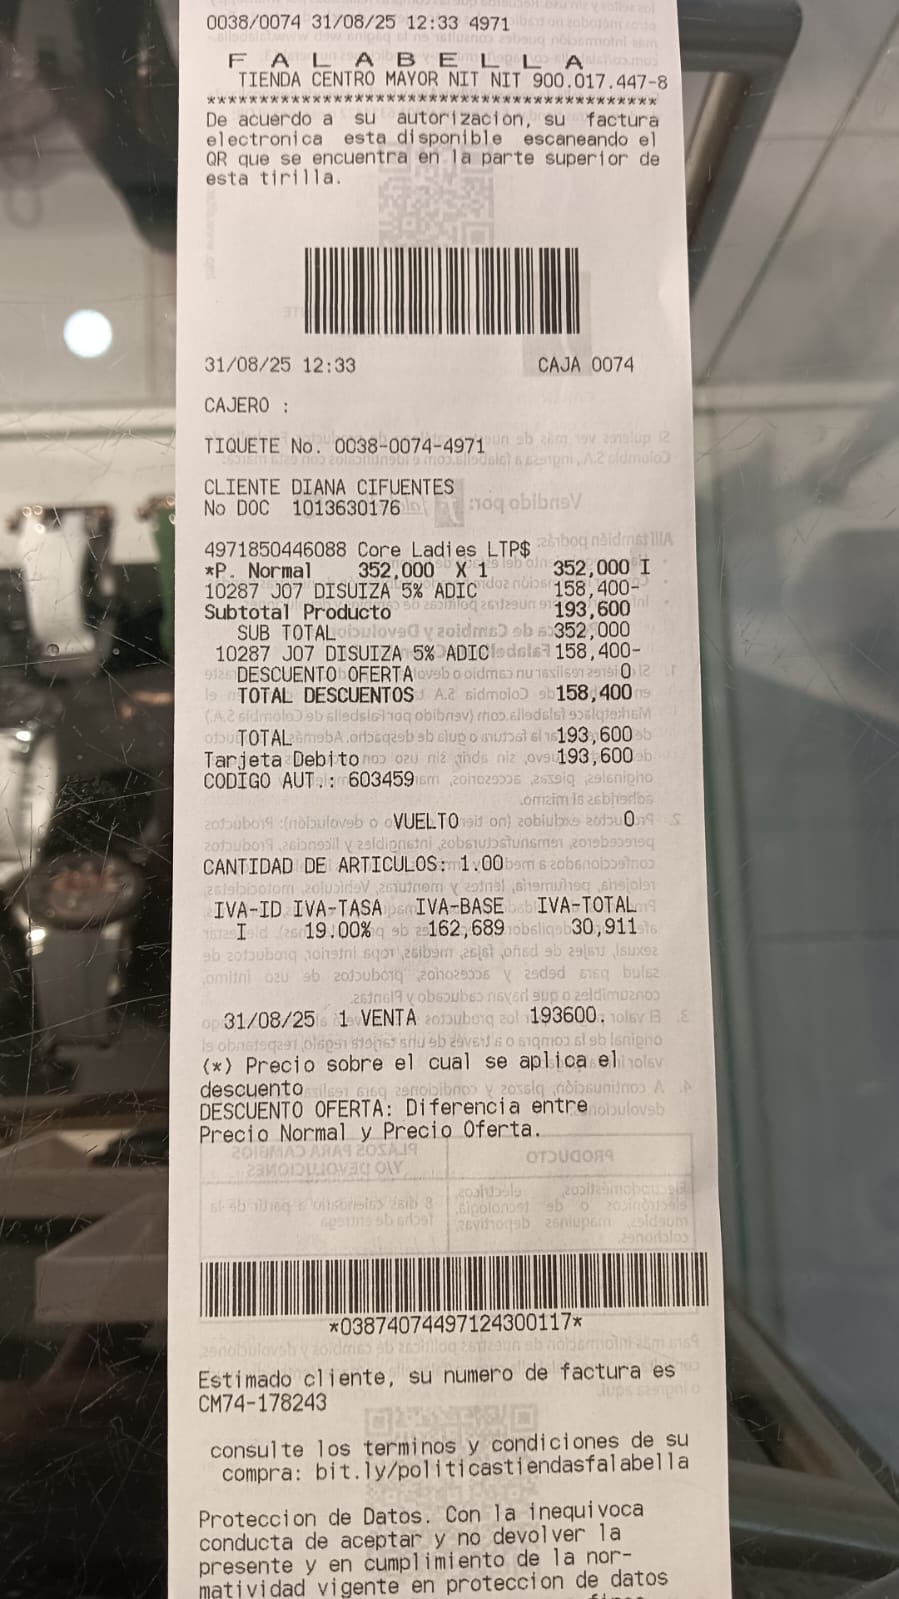 0038/0074 31/08/25 12:33 4971
F A L A B E L L A
TIENDA CENTRO MAYOR NIT NIT 900.017.447-8
*****************************************
De acuerdo a su autorizacion, su factura
electronica esta disponible escaneando el
QR que se encuentra en la parte superior de
esta tirilla.
31/08/25 12:33 CAJA 0074
CAJERO :
TIQUETE No. 0038-0074-4971
CLIENTE DIANA CIFUENTES
No DOC 1013630176
4971850446088 Core Ladies LTP$
*P. Normal 352,000 X 1 352,000 I
10287 J07 DISUIZA 5% ADIC 158,400-
Subtotal Producto 193,600
SUB TOTAL 352,000
10287 J07 DISUIZA 5% ADIC 158,400-
DESCUENTO OFERTA 0
TOTAL DESCUENTOS 158,400
TOTAL 193,600
Tarjeta Debito 193,600
CODIGO AUT.: 603459
VUELTO 0
CANTIDAD DE ARTICULOS: 1.00
IVA-ID IVA-TASA IVA-BASE IVA-TOTAL
I 19.00% 162,689 30,911
31/08/25 1 VENTA 193600.
(*) Precio sobre el cual se aplica el
descuento
DESCUENTO OFERTA: Diferencia entre
Precio Normal y Precio Oferta.
*03874074497124300117*
Estimado cliente, su numero de factura es
CM74-178243
consulte los terminos y condiciones de su
compra: bit.ly/politicastiendasfalabella
Proteccion de Datos. Con la inequivoca
conducta de aceptar y no devolver la
presente y en cumplimiento de la nor-
matividad vigente en proteccion de datos